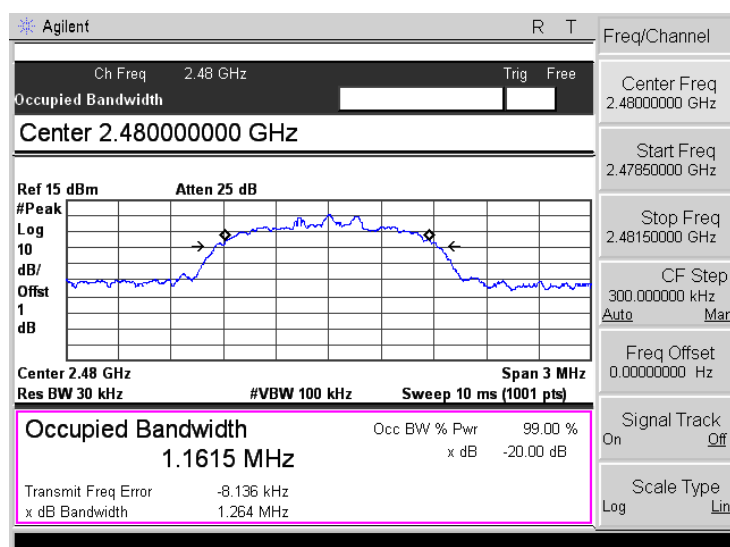 Agilent R T
Ch Freq 2.48 GHz Trig Free
Occupied Bandwidth
Center 2.480000000 GHz
Ref 15 dBm Atten 25 dB
#Peak
Log
10
dB/
Offst
1
dB
Center 2.48 GHz Span 3 MHz
Res BW 30 kHz #VBW 100 kHz Sweep 10 ms (1001 pts)
Occupied Bandwidth
1.1615 MHz
Occ BW % Pwr 99.00 %
x dB -20.00 dB
Transmit Freq Error -8.136 kHz
x dB Bandwidth 1.264 MHz
Freq/Channel
Center Freq
2.48000000 GHz
Start Freq
2.47850000 GHz
Stop Freq
2.48150000 GHz
CF Step
300.000000 kHz
Auto Man
Freq Offset
0.00000000 Hz
Signal Track
On Off
Scale Type
Log Lin